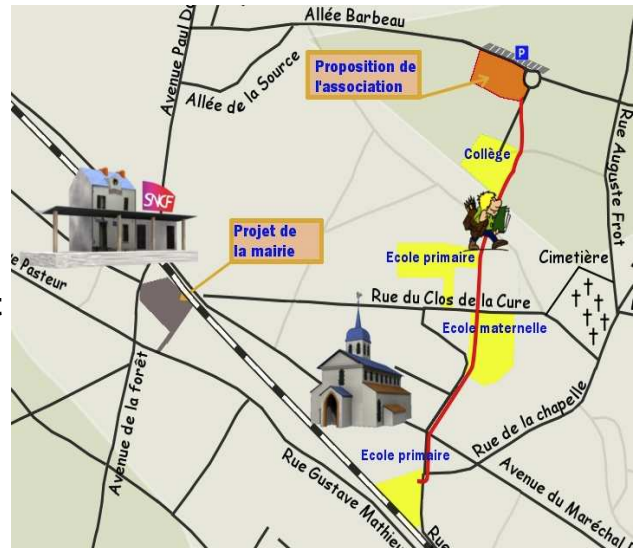 Allée Barbeau
P
Avenue Paul
Proposition de
l'association
Allée de la Source
Rue Auguste Frot
Collège
SNCF
Projet de
la mairie
Ecole primaire
Cimetière
Pasteur
Rue du Clos de la Cure
Ecole maternelle
Avenue de la forêt
Rue de la chapelle
Ecole primaire
Rue Gustave Mathieu
Avenue du Maréchal
Rue